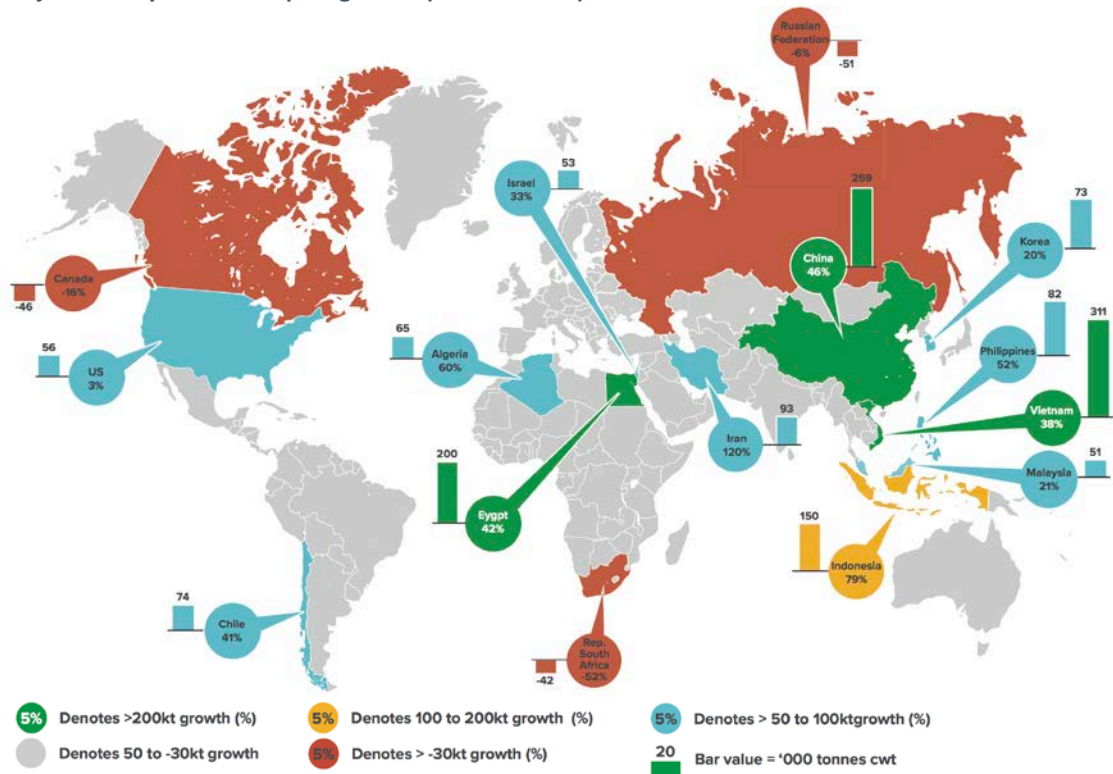 Russian
Federation
-6%
-51
53
Israel
33%
259
China
46%
73
Korea
20%
Canada
-16%
-46
56
US
3%
65
Algeria
60%
82
Philippines
52%
311
Vietnam
38%
93
Iran
120%
51
Malaysia
21%
200
Eygpt
42%
150
Indonesia
79%
74
Chile
41%
Rep.
South
Africa
-52%
-42
5% Denotes >200kt growth (%)
5% Denotes 100 to 200kt growth (%)
5% Denotes > 50 to 100ktgrowth (%)
Denotes 50 to -30kt growth
5% Denotes > -30kt growth (%)
20
Bar value = ‘000 tonnes cwt